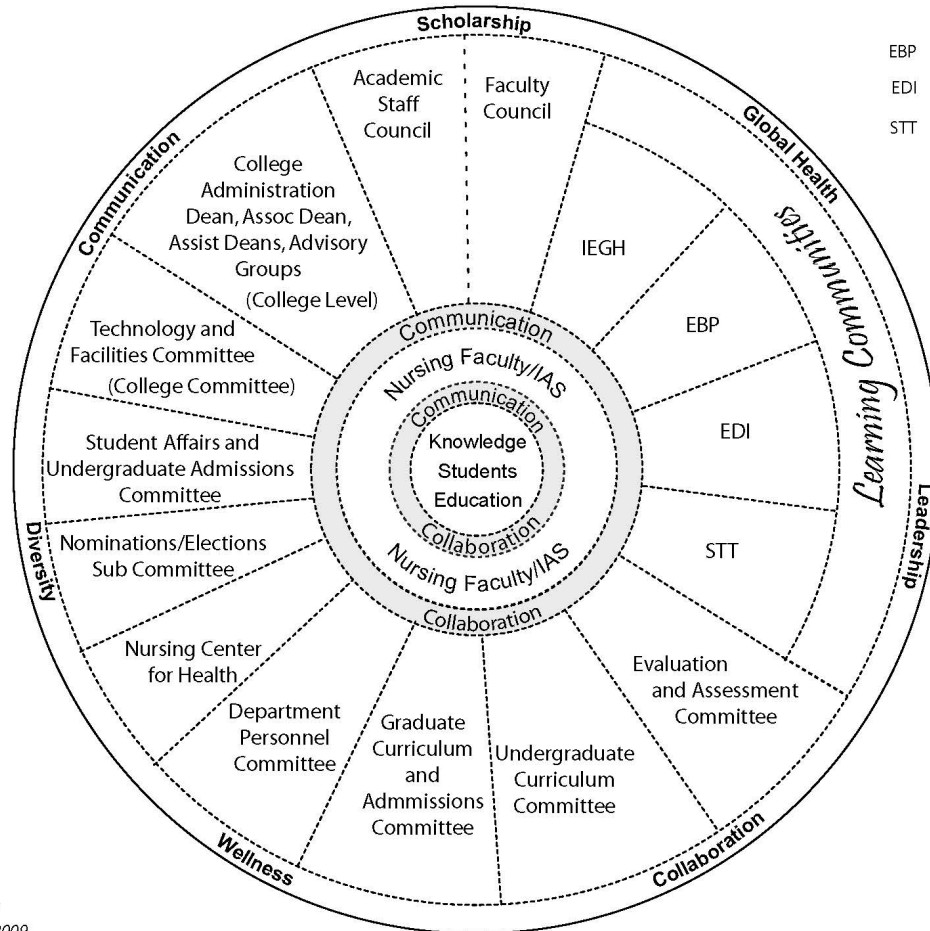 Scholarship
Global Health
Leadership
Collaboration
Wellness
Diversity
Communication
Academic
Staff
Council
Faculty
Council
IEGH
EBP
EDI
STT
Learning Communities
Evaluation
and Assessment
Committee
Undergraduate
Curriculum
Committee
Graduate
Curriculum
and
Admmissions
Committee
Department
Personnel
Committee
Nursing Center
for Health
Nominations/Elections
Sub Committee
Student Affairs and
Undergraduate Admissions
Committee
Technology and
Facilities Committee
(College Committee)
College
Administration
Dean, Assoc Dean,
Assist Deans, Advisory
Groups
(College Level)
Communication
Nursing Faculty/IAS
Communication
Knowledge
Students
Education
Collaboration
Nursing Faculty/IAS
Collaboration
EBP
EDI
STT